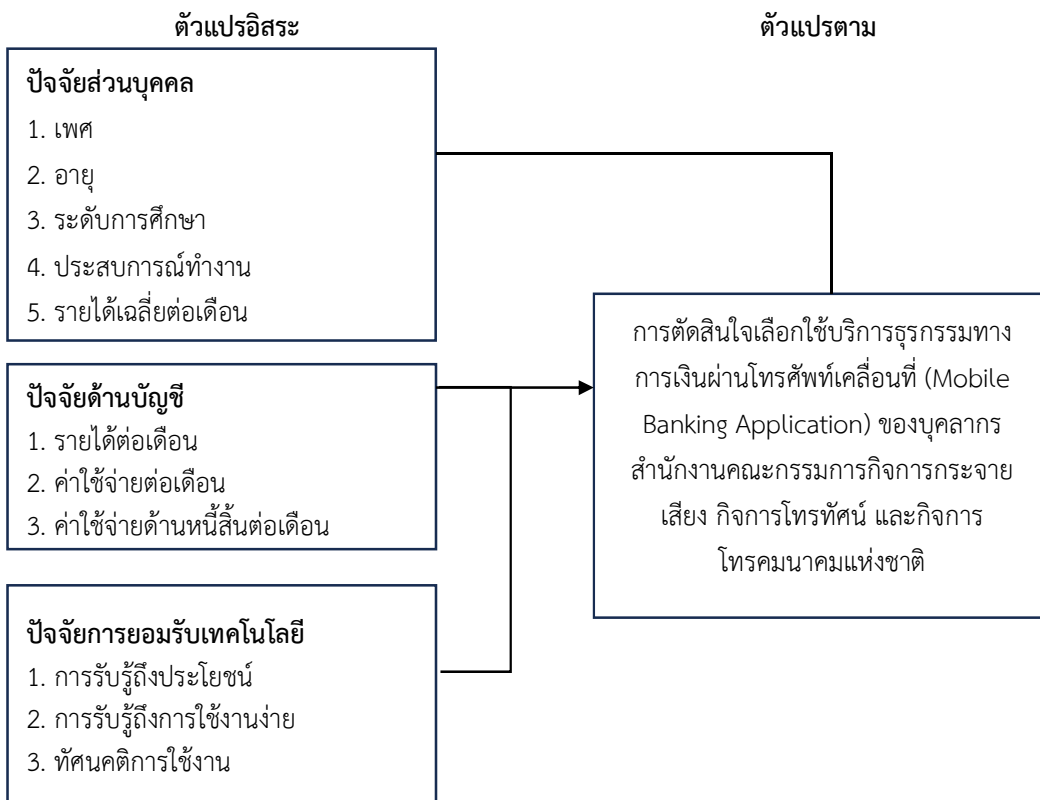 ตัวแปรอิสระ
ตัวแปรตาม
ปัจจัยส่วนบุคคล
1. เพศ
2. อายุ
3. ระดับการศึกษา
4. ประสบการณ์ทำงาน
5. รายได้เฉลี่ยต่อเดือน
ปัจจัยด้านบัญชี
1. รายได้ต่อเดือน
2. ค่าใช้จ่ายต่อเดือน
3. ค่าใช้จ่ายด้านหนี้สิ้นต่อเดือน
ปัจจัยการยอมรับเทคโนโลยี
1. การรับรู้ถึงประโยชน์
2. การรับรู้ถึงการใช้งานง่าย
3. ทัศนคติการใช้งาน
การตัดสินใจเลือกใช้บริการธุรกรรมทาง
การเงินผ่านโทรศัพท์เคลื่อนที่ (Mobile
Banking Application) ของบุคลากร
สำนักงานคณะกรรมการกิจการกระจาย
เสียง กิจการโทรทัศน์ และกิจการ
โทรคมนาคมแห่งชาติ